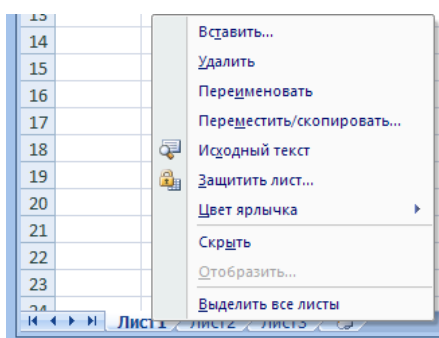 13
14
15
16
17
18
19
20
21
22
23
24
Вставить...
Удалить
Переименовать
Переместить/скопировать...
Исходный текст
Защитить лист...
Цвет ярлычка
Скрыть
Отобразить...
Выделить все листы
Лист1 Лист2 Лист3